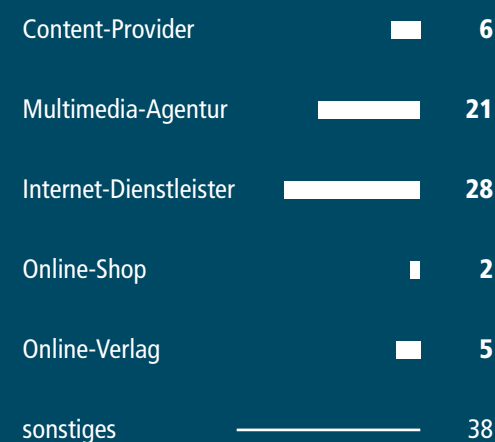 Content-Provider 6
Multimedia-Agentur 21
Internet-Dienstleister 28
Online-Shop 2
Online-Verlag 5
sonstiges 38